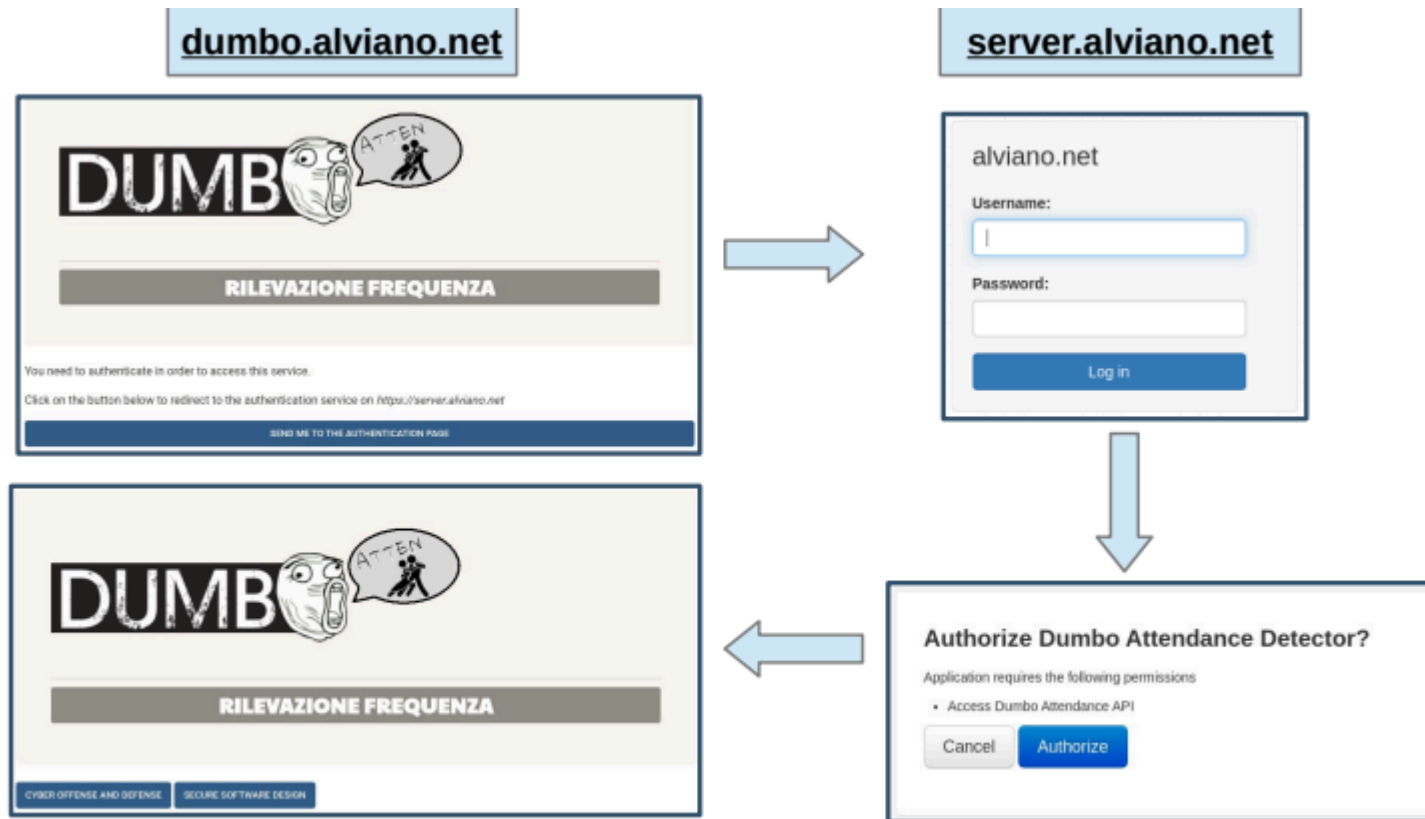 dumbo.alviano.net
server.alviano.net
DUMBO
ATTEN
RILEVAZIONE FREQUENZA
You need to authenticate in order to access this service.
Click on the button below to redirect to the authentication service on https://server.alviano.net
SEND ME TO THE AUTHENTICATION PAGE
alviano.net
Username:
Password:
Log in
DUMBO
ATTEN
RILEVAZIONE FREQUENZA
CYBER OFFENSE AND DEFENSE
SECURE SOFTWARE DESIGN
Authorize Dumbo Attendance Detector?
Application requires the following permissions
• Access Dumbo Attendance API
Cancel
Authorize